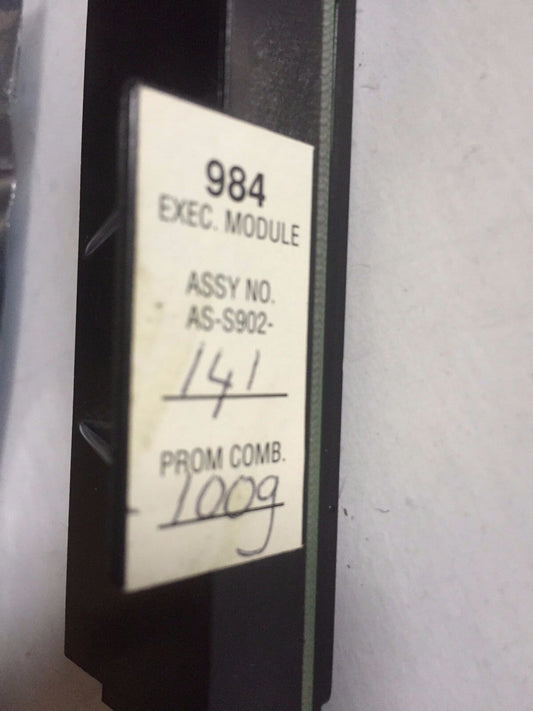 984
EXEC. MODULE
ASSY NO.
AS-S902-
141
PROM COMB.
1009